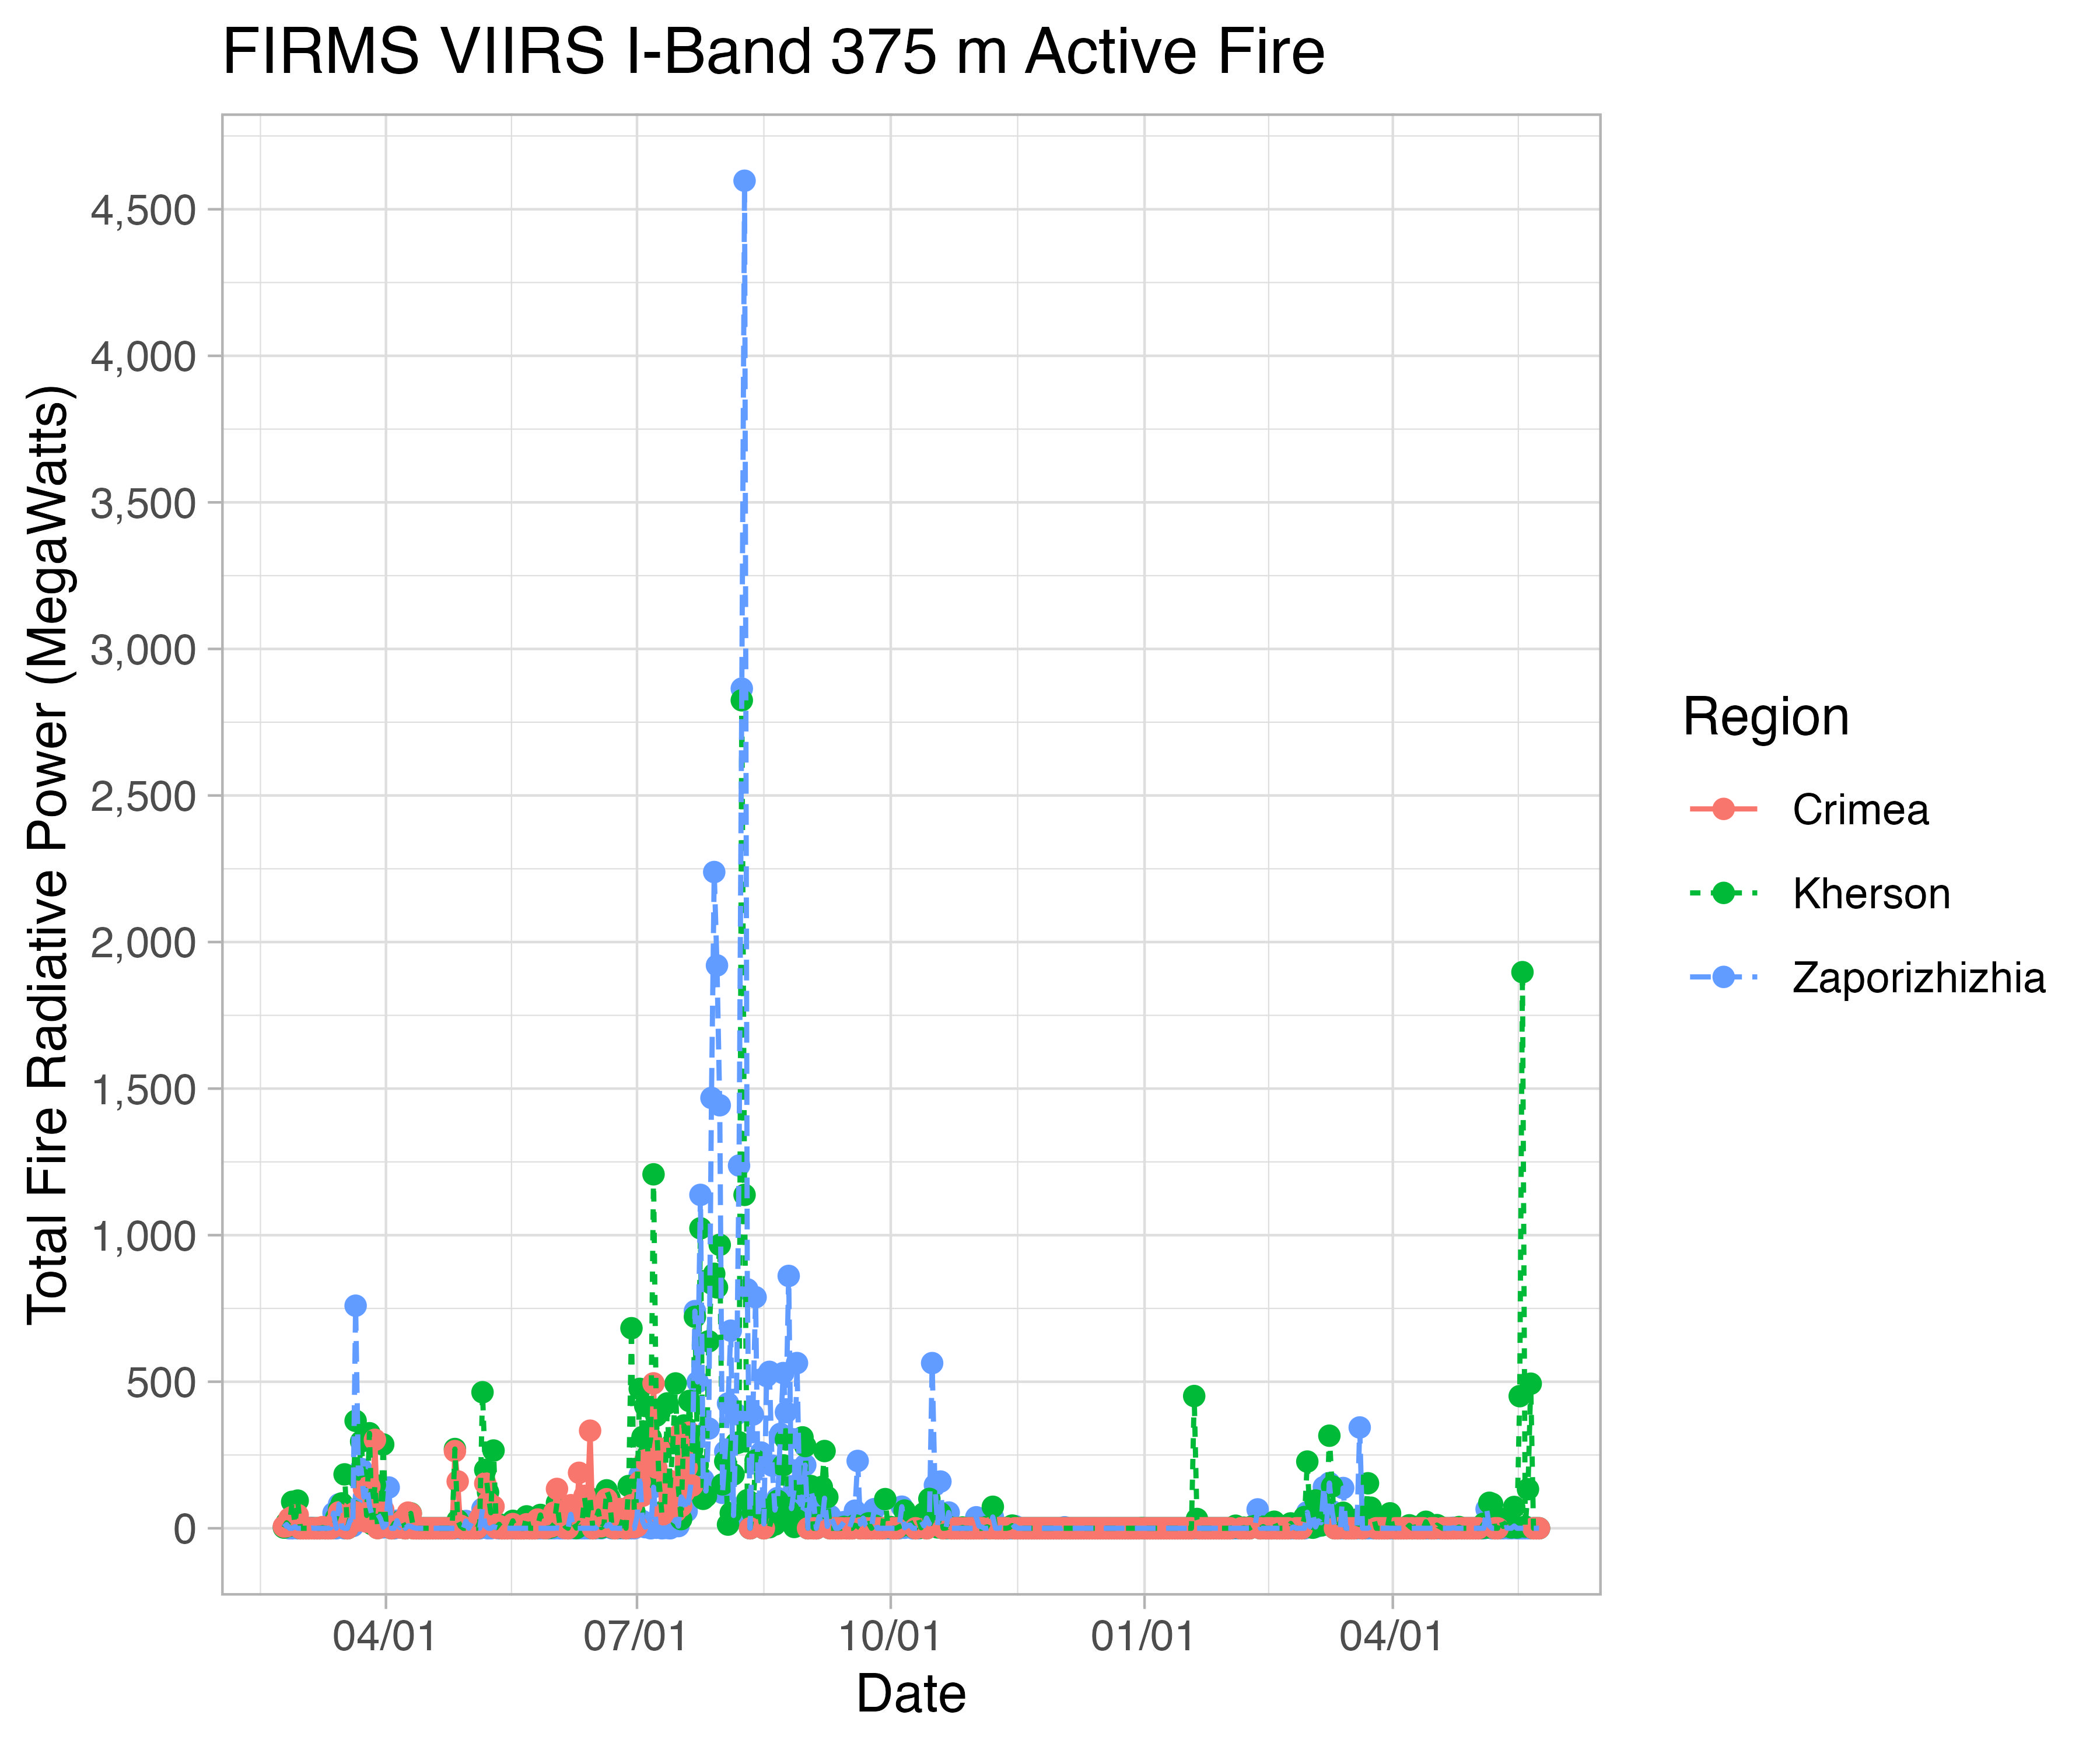 FIRMS VIIRS I-Band 375 m Active Fire
Total Fire Radiative Power (MegaWatts)
4,500
4,000
3,500
3,000
2,500
2,000
1,500
1,000
500
0
04/01
07/01
10/01
01/01
04/01
Date
Region
Crimea
Kherson
Zaporizhizhia